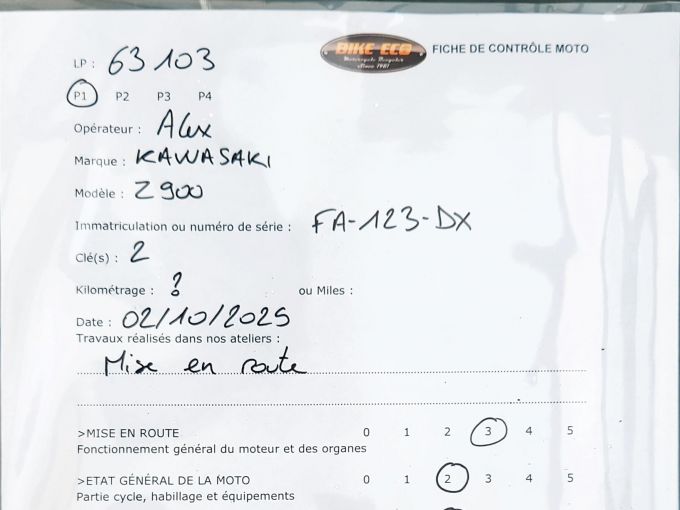 LP : 63103
BIKE ECO
Motorcycle Recycler
Since 1981
FICHE DE CONTRÔLE MOTO
P1 P2 P3 P4
Opérateur : Alex
Marque : KAWASAKI
Modèle : Z900
Immatriculation ou numéro de série : FA-123-DX
Clé(s) : 2
Kilométrage : ? ou Miles :
Date : 02/10/2025
Travaux réalisés dans nos ateliers :
Mise en route
>MISE EN ROUTE 0 1 2 3 4 5
Fonctionnement général du moteur et des organes
>ETAT GÉNÉRAL DE LA MOTO 0 1 2 3 4 5
Partie cycle, habillage et équipements